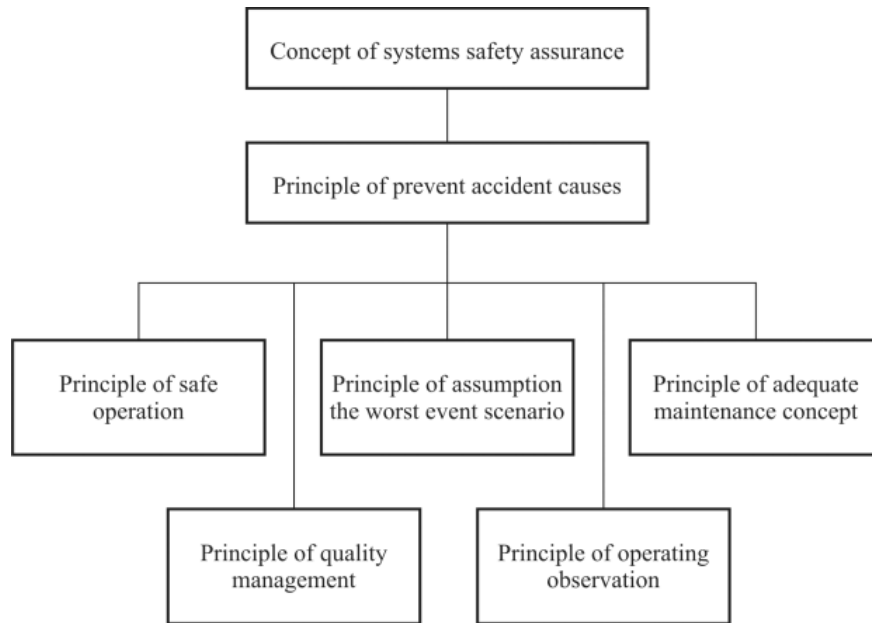 Concept of systems safety assurance
Principle of prevent accident causes
Principle of safe
operation
Principle of assumption
the worst event scenario
Principle of adequate
maintenance concept
Principle of quality
management
Principle of operating
observation